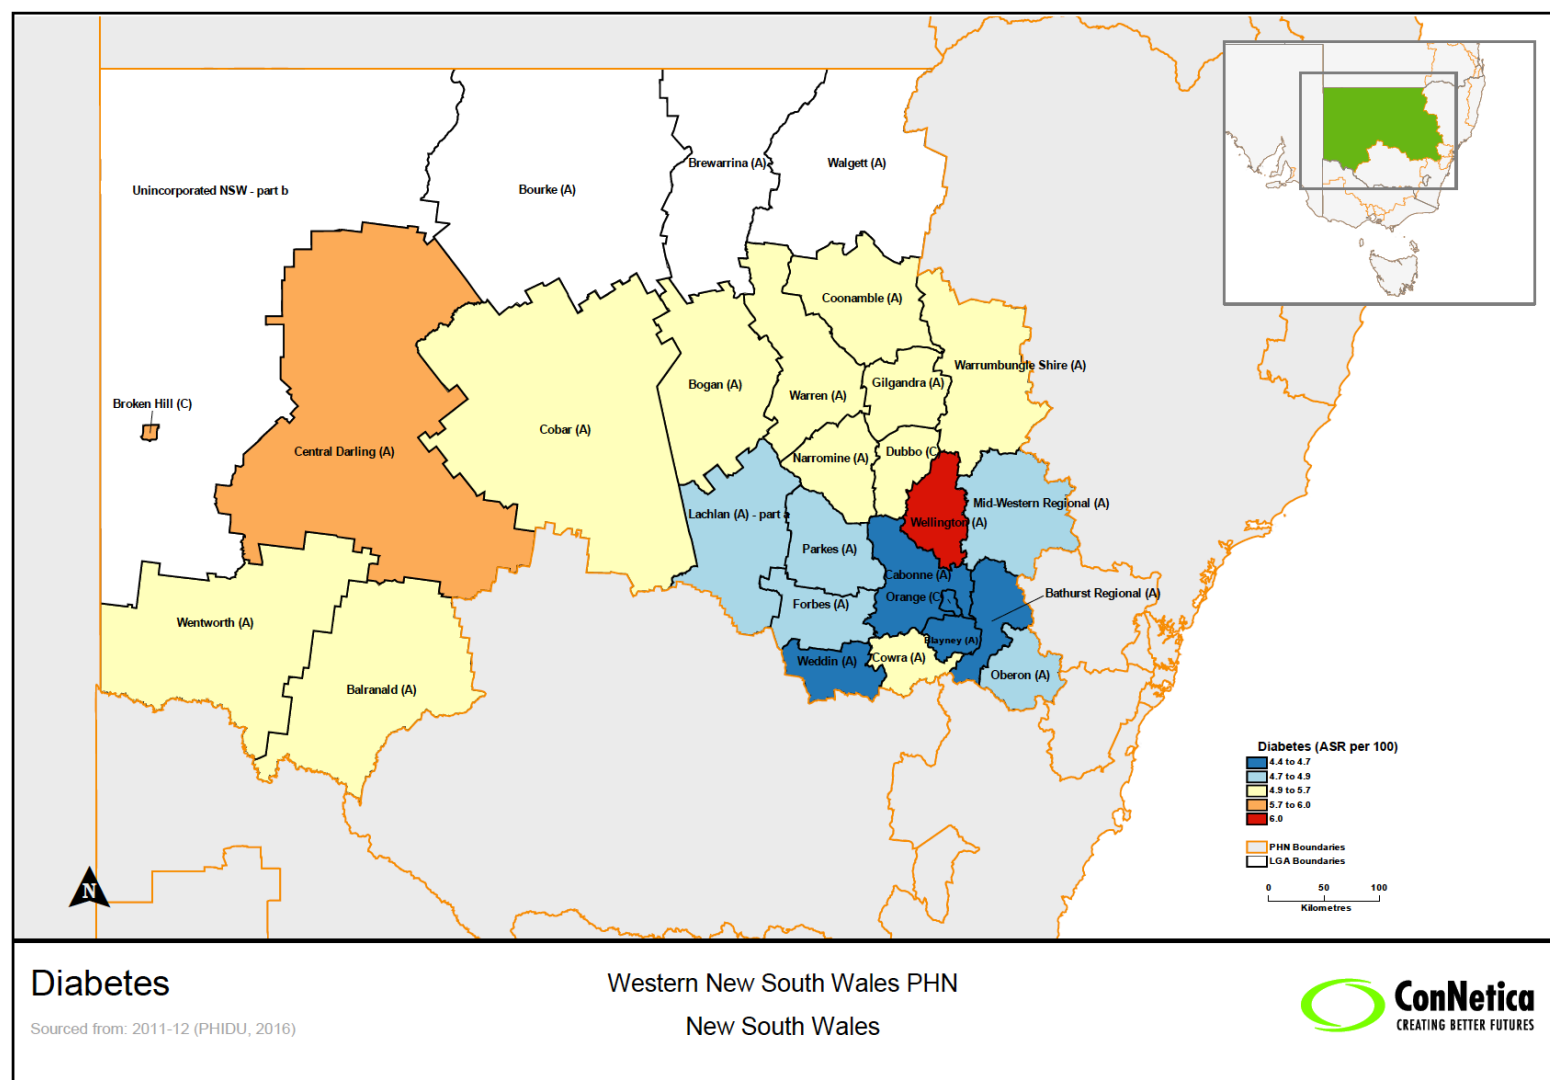 Unincorporated NSW - part b
Bourke (A)
Brewarrina (A)
Walgett (A)
Coonamble (A)
Warrumbungle Shire (A)
Bogan (A)
Gilgandra (A)
Warren (A)
Broken Hill (C)
Cobar (A)
Central Darling (A)
Narromine (A)
Dubbo (C)
Mid-Western Regional (A)
Lachlan (A) - part a
Wellington (A)
Parkes (A)
Cabonne (A)
Orange (C)
Bathurst Regional (A)
Forbes (A)
Wentworth (A)
Blayney (A)
Weddin (A)
Cowra (A)
Oberon (A)
Balranald (A)
Diabetes (ASR per 100)
4.4 to 4.7
4.7 to 4.9
4.9 to 5.7
5.7 to 6.0
6.0
PHN Boundaries
LGA Boundaries
0 50 100
Kilometres
N
Diabetes
Sourced from: 2011-12 (PHIDU, 2016)
Western New South Wales PHN
New South Wales
ConNetica
CREATING BETTER FUTURES